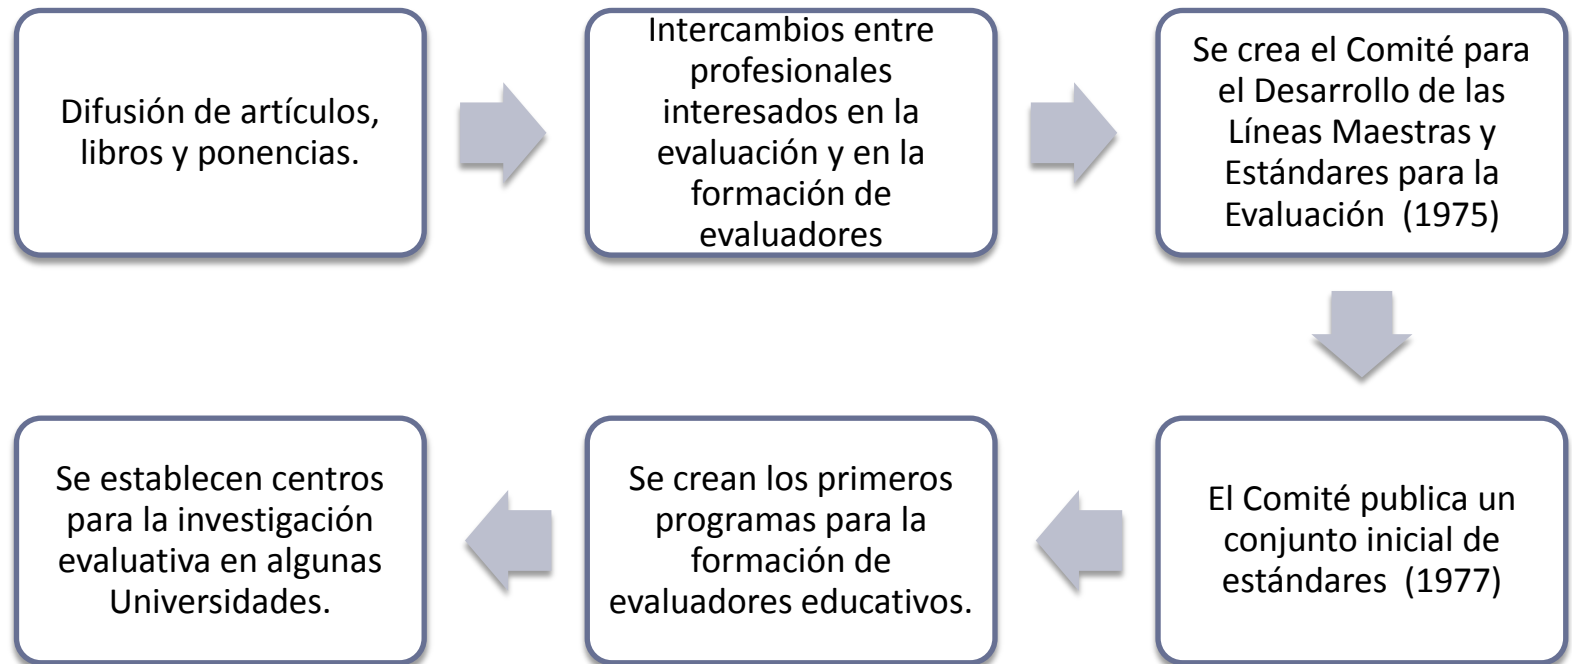 Difusión de artículos,
libros y ponencias.
Intercambios entre
profesionales
interesados en la
evaluación y en la
formación de
evaluadores
Se crea el Comité para
el Desarrollo de las
Líneas Maestras y
Estándares para la
Evaluación (1975)
El Comité publica un
conjunto inicial de
estándares (1977)
Se crean los primeros
programas para la
formación de
evaluadores educativos.
Se establecen centros
para la investigación
evaluativa en algunas
Universidades.